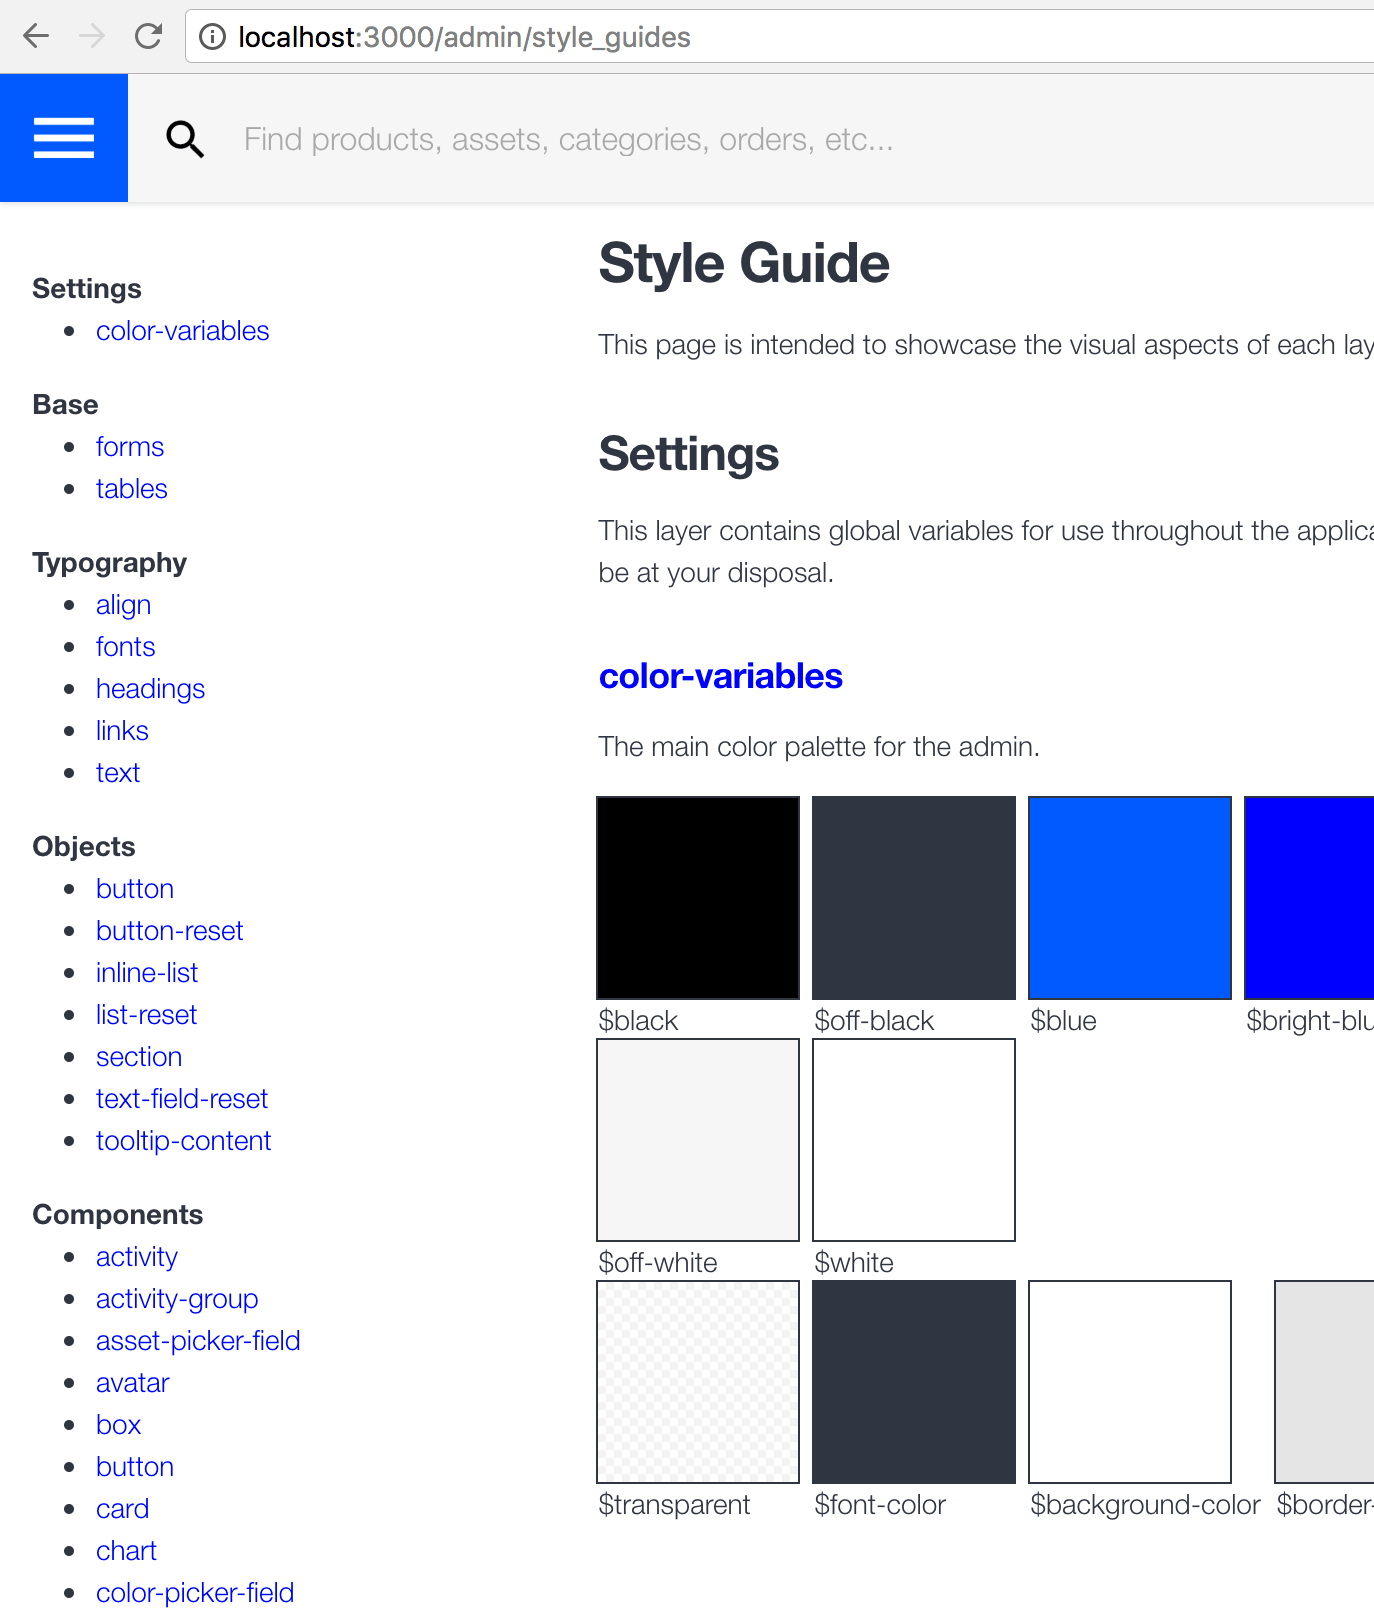 localhost:3000/admin/style_guides
Find products, assets, categories, orders, etc...
Settings
color-variables
Base
forms
tables
Typography
align
fonts
headings
links
text
Objects
button
button-reset
inline-list
list-reset
section
text-field-reset
tooltip-content
Components
activity
activity-group
asset-picker-field
avatar
box
button
card
chart
color-picker-field
Style Guide
This page is intended to showcase the visual aspects of each lay
Settings
This layer contains global variables for use throughout the applica
be at your disposal.
color-variables
The main color palette for the admin.
$black $off-black $blue $bright-blu
$off-white $white
$transparent $font-color $background-color $border-